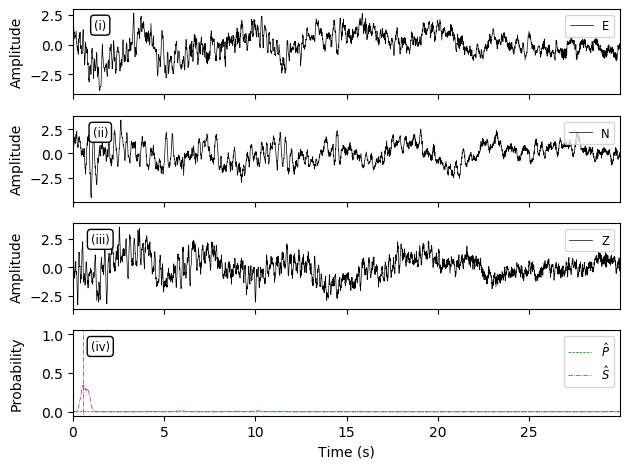 2.5
0.0
−2.5
Amplitude
(i)
E
2.5
0.0
−2.5
Amplitude
(ii)
N
2.5
0.0
−2.5
Amplitude
(iii)
Z
1.0
0.5
0.0
Probability
(iv)
P̂
Ŝ
0 5 10 15 20 25
Time (s)